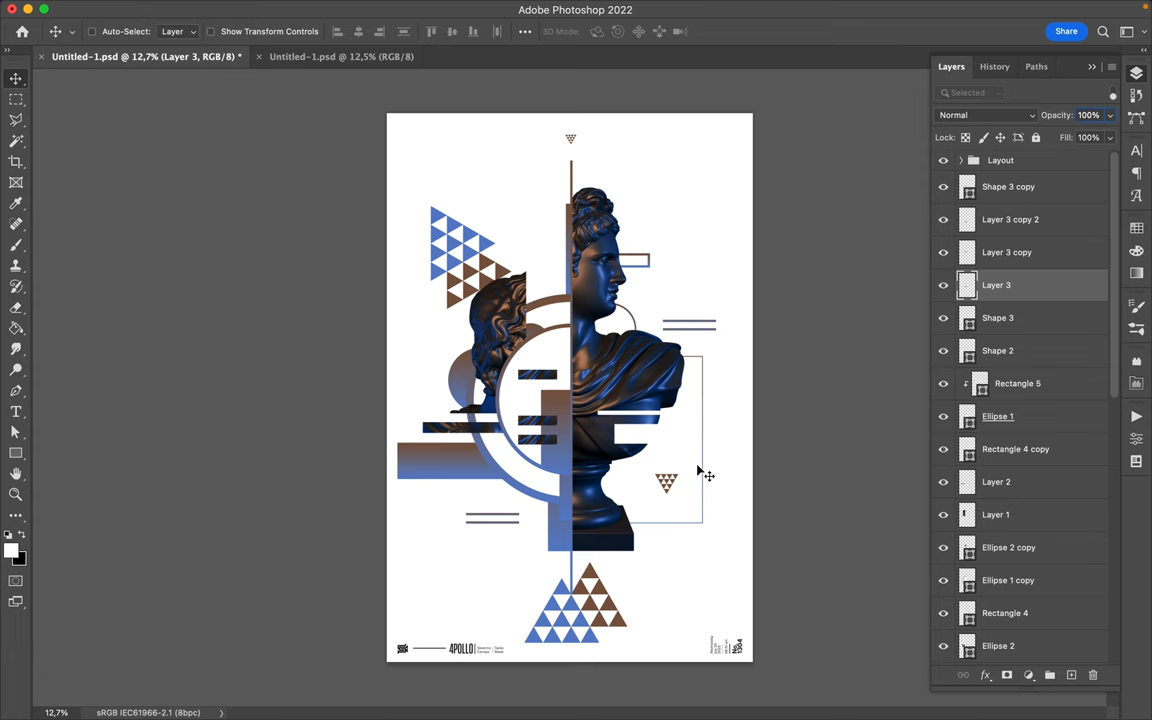 Adobe Photoshop 2022
Auto-Select:
Layer
Show Transform Controls
3D Mode:
Share
Untitled-1.psd @ 12,7% (Layer 3, RGB/8) *
Untitled-1.psd @ 12,5% (RGB/8)
Layers
History
Paths
Selected
Normal
Opacity:
100%
Lock:
Fill:
100%
Layout
Shape 3 copy
Layer 3 copy 2
Layer 3 copy
Layer 3
Shape 3
Shape 2
Rectangle 5
Ellipse 1
Rectangle 4 copy
Layer 2
Layer 1
Ellipse 2 copy
Ellipse 1 copy
Rectangle 4
Ellipse 2
4POLLO
12,7%
sRGB IEC61966-2.1 (8bpc)